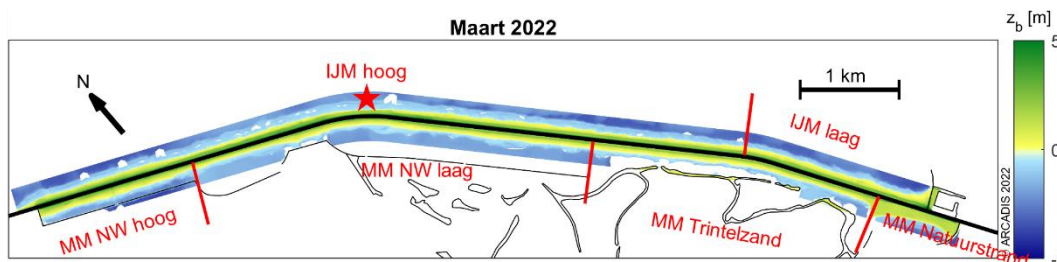 Maart 2022
z_b [m]
5
N
IJM hoog
1 km
IJM laag
0
MM NW laag
MM NW hoog
MM Trintelzand
MM Natuurstrand
ARCADIS 2022